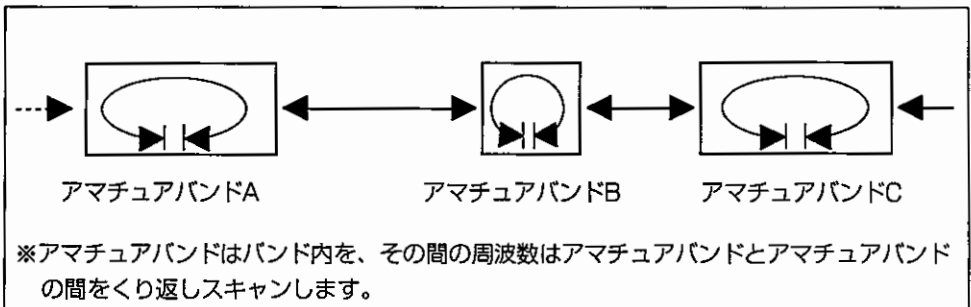 アマチュアバンドA
アマチュアバンドB
アマチュアバンドC
※アマチュアバンドはバンド内を、その間の周波数はアマチュアバンドとアマチュアバンド
の間をくり返しスキャンします。